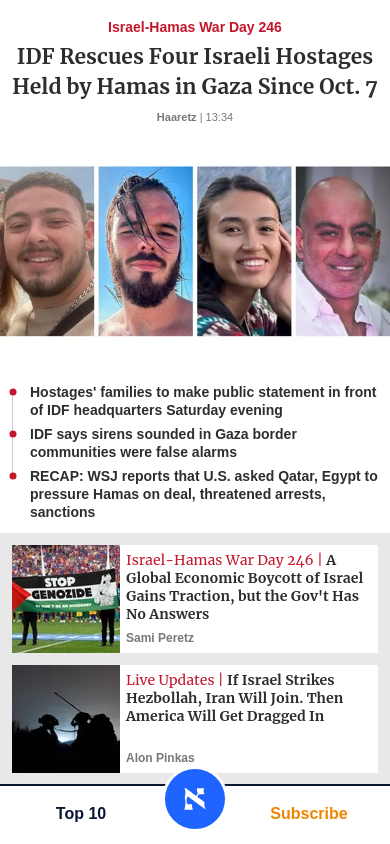 Israel-Hamas War Day 246
IDF Rescues Four Israeli Hostages
Held by Hamas in Gaza Since Oct. 7
Haaretz | 13:34
Hostages' families to make public statement in front
of IDF headquarters Saturday evening
IDF says sirens sounded in Gaza border
communities were false alarms
RECAP: WSJ reports that U.S. asked Qatar, Egypt to
pressure Hamas on deal, threatened arrests,
sanctions
STOP
GENOZIDE
Israel-Hamas War Day 246 | A
Global Economic Boycott of Israel
Gains Traction, but the Gov't Has
No Answers
Sami Peretz
Live Updates | If Israel Strikes
Hezbollah, Iran Will Join. Then
America Will Get Dragged In
Alon Pinkas
Top 10
Subscribe